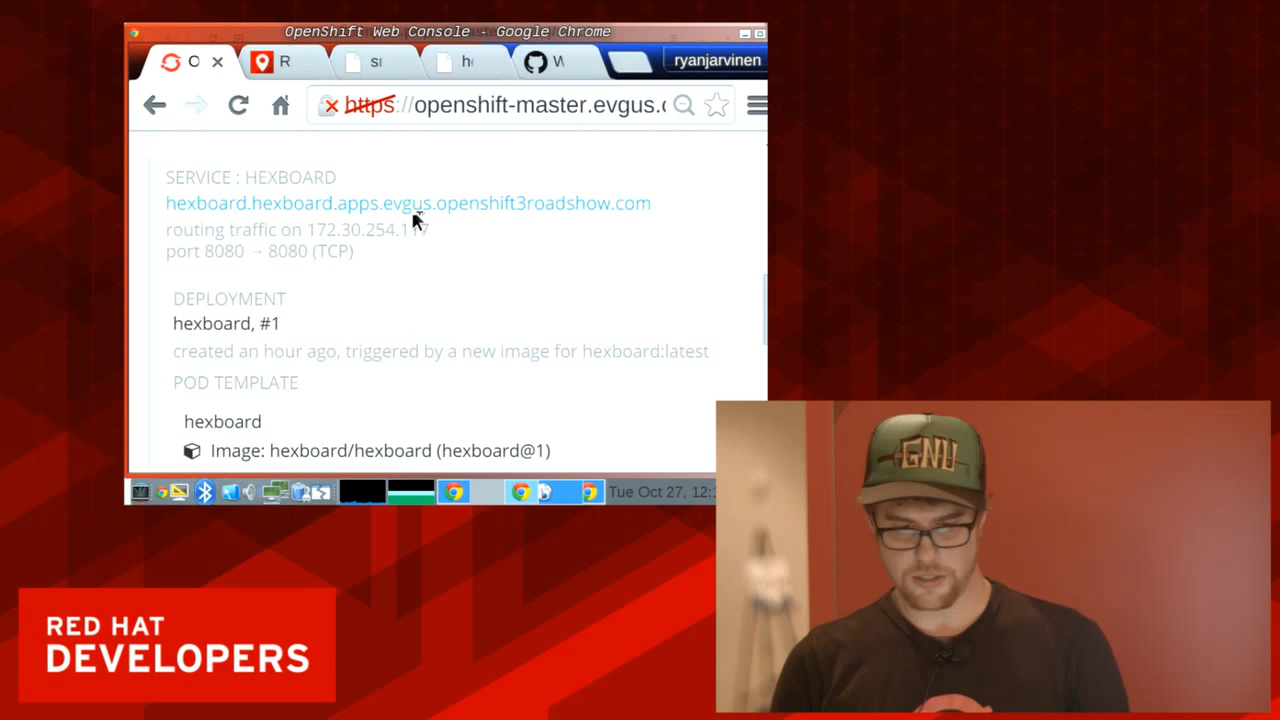 OpenShift Web Console - Google Chrome
ryanjarvinen
https://openshift-master.evgus.
SERVICE : HEXBOARD
hexboard.hexboard.apps.evgus.openshift3roadshow.com
routing traffic on 172.30.254.117
port 8080 → 8080 (TCP)
DEPLOYMENT
hexboard, #1
created an hour ago, triggered by a new image for hexboard:latest
POD TEMPLATE
hexboard
Image: hexboard/hexboard (hexboard@1)
Tue Oct 27, 12:
GNU
RED HAT
DEVELOPERS